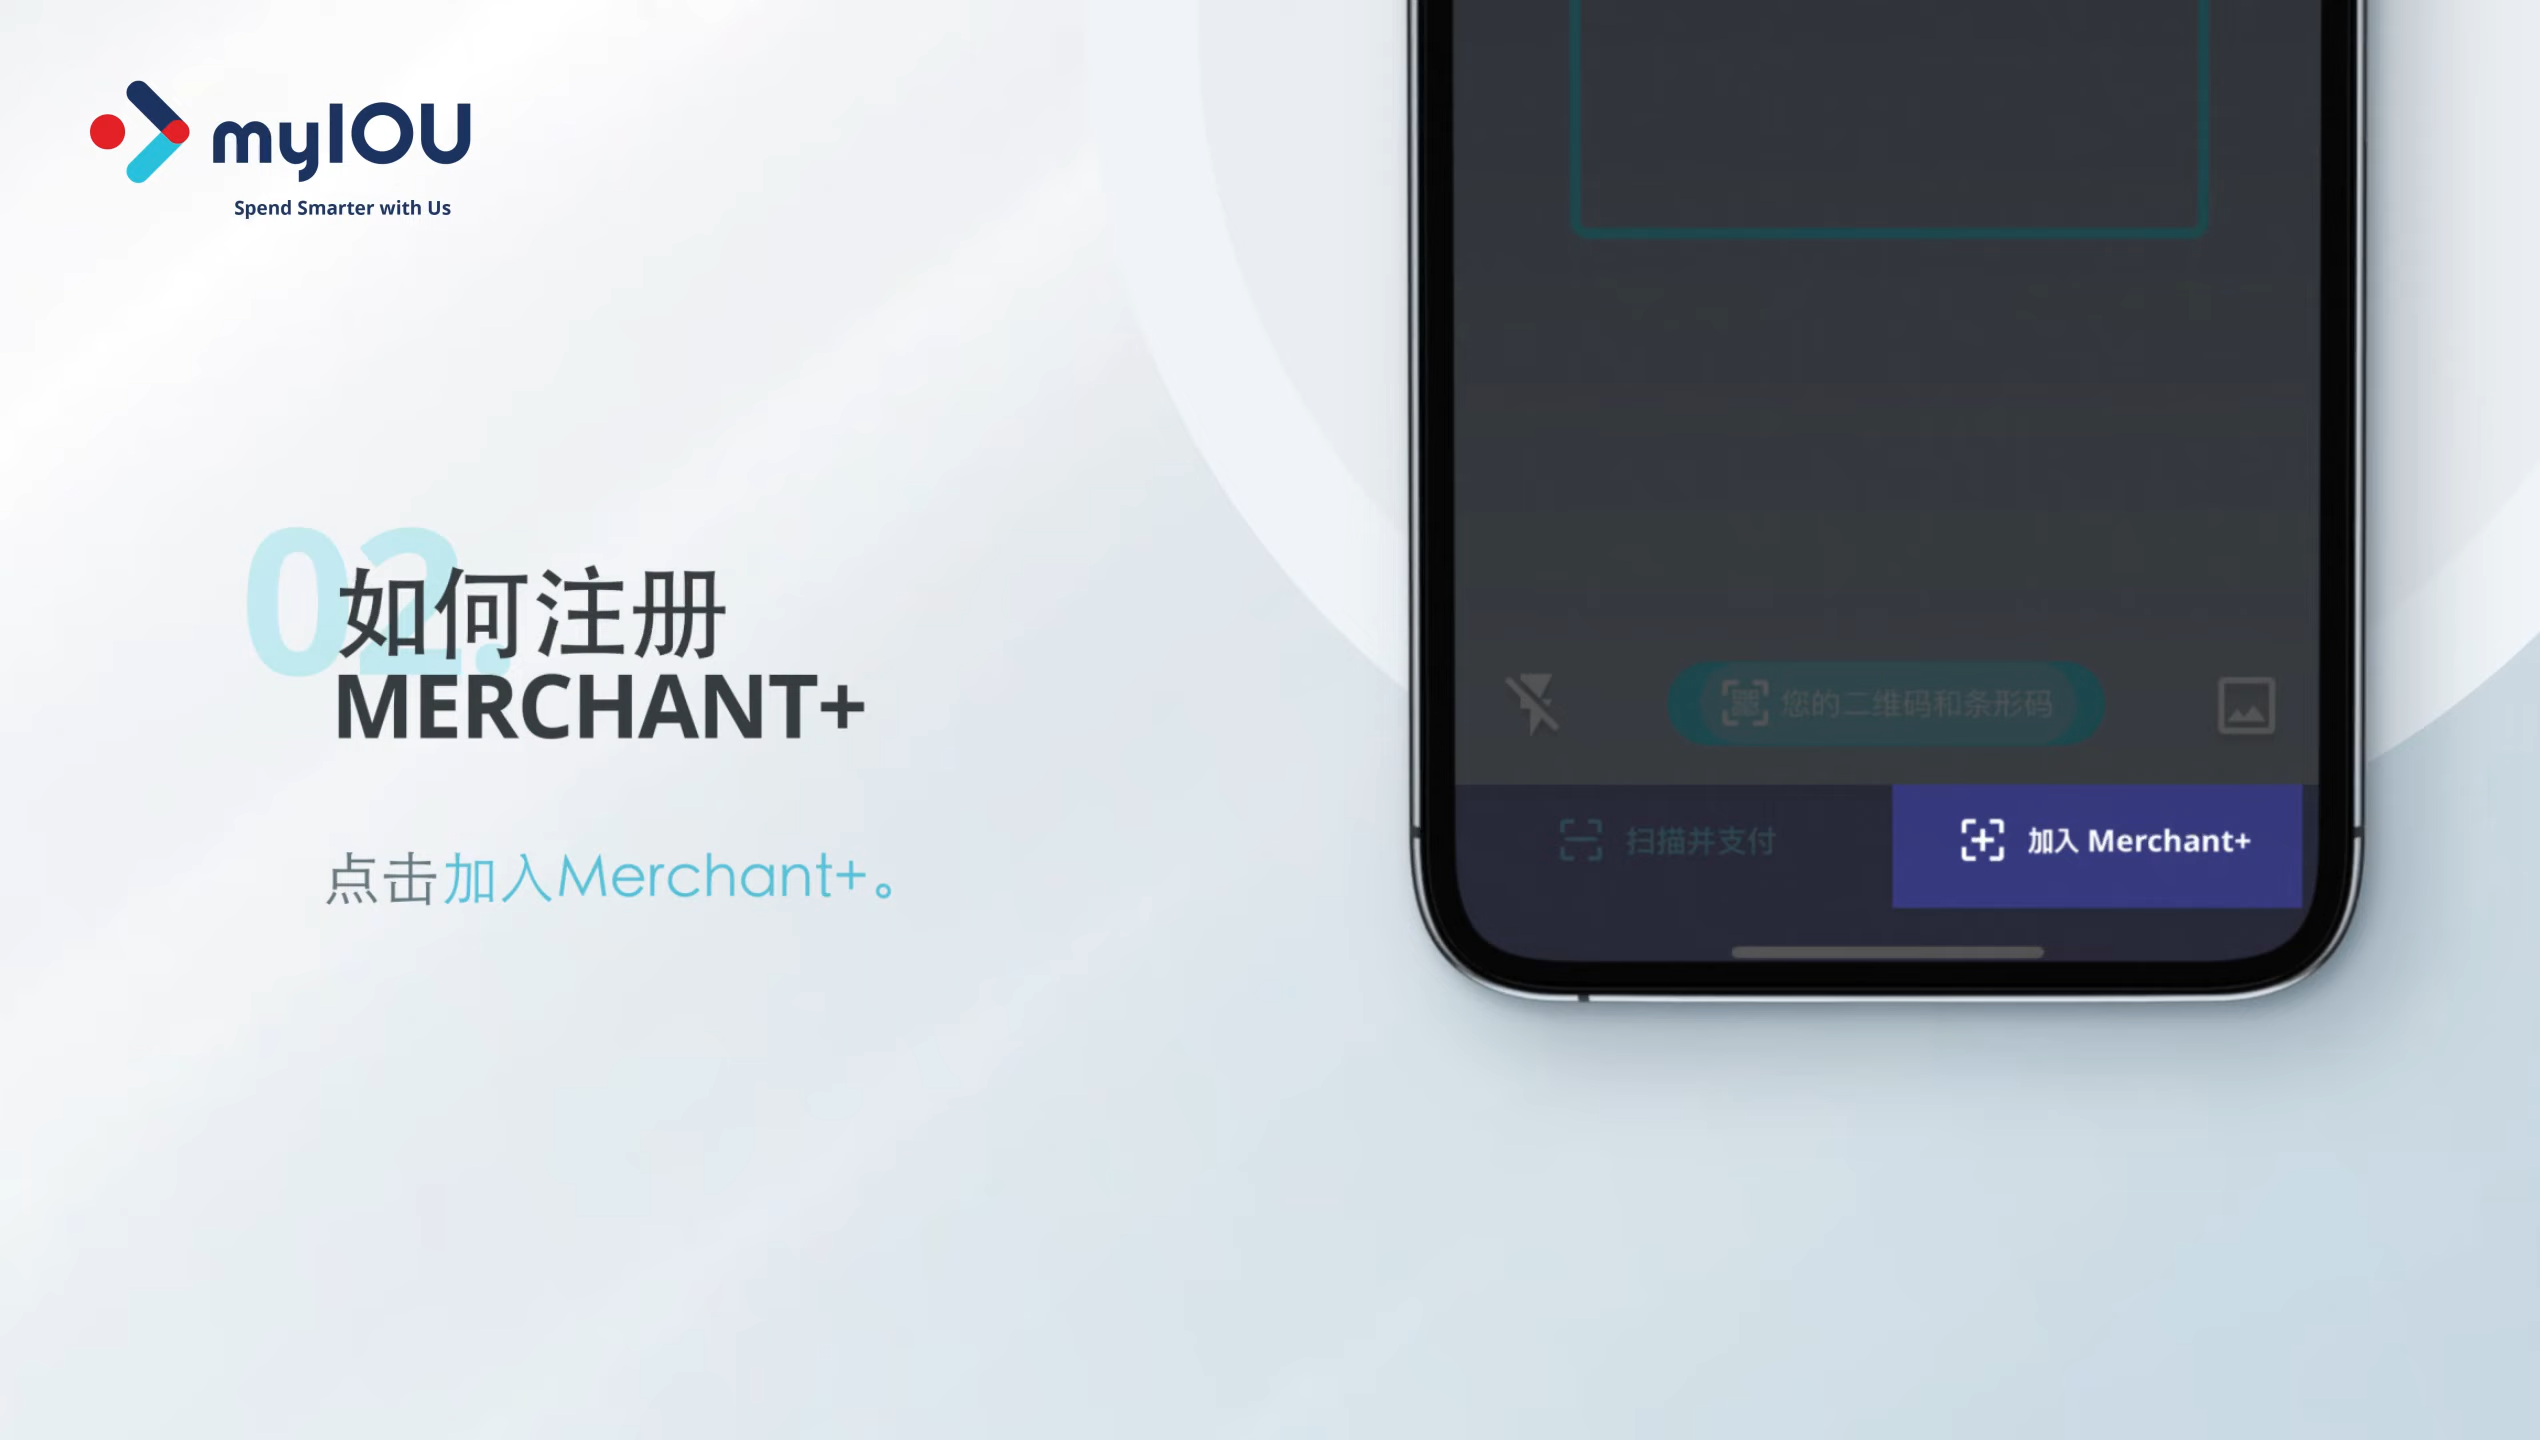 myIOU
Spend Smarter with Us
02.
如何注册
MERCHANT+
点击加入Merchant+。
您的二维码和条形码
扫描并支付
加入 Merchant+